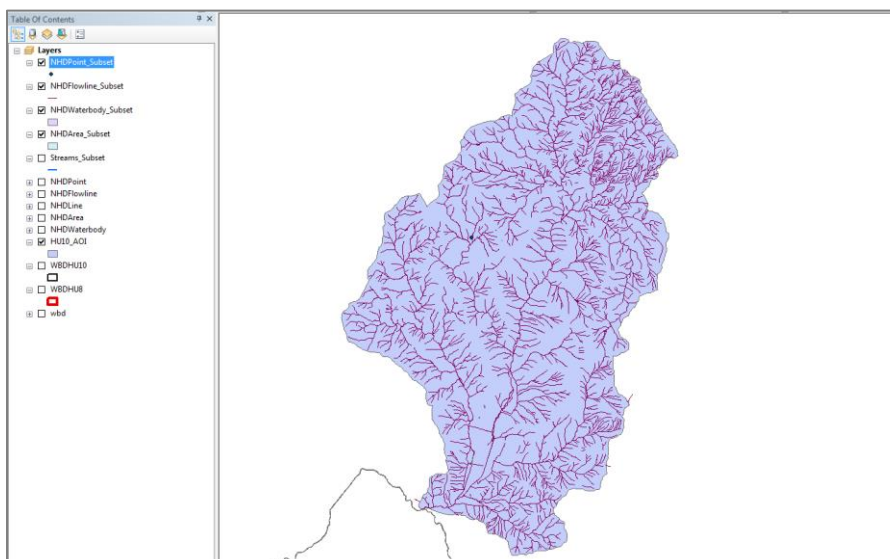 Table Of Contents
Layers
NHDPoint_Subset
NHDFlowline_Subset
NHDWaterbody_Subset
NHDArea_Subset
Streams_Subset
NHDPoint
NHDFlowline
NHDLine
NHDArea
NHDWaterbody
HU10_AOI
WBDHU10
WBDHU8
wbd